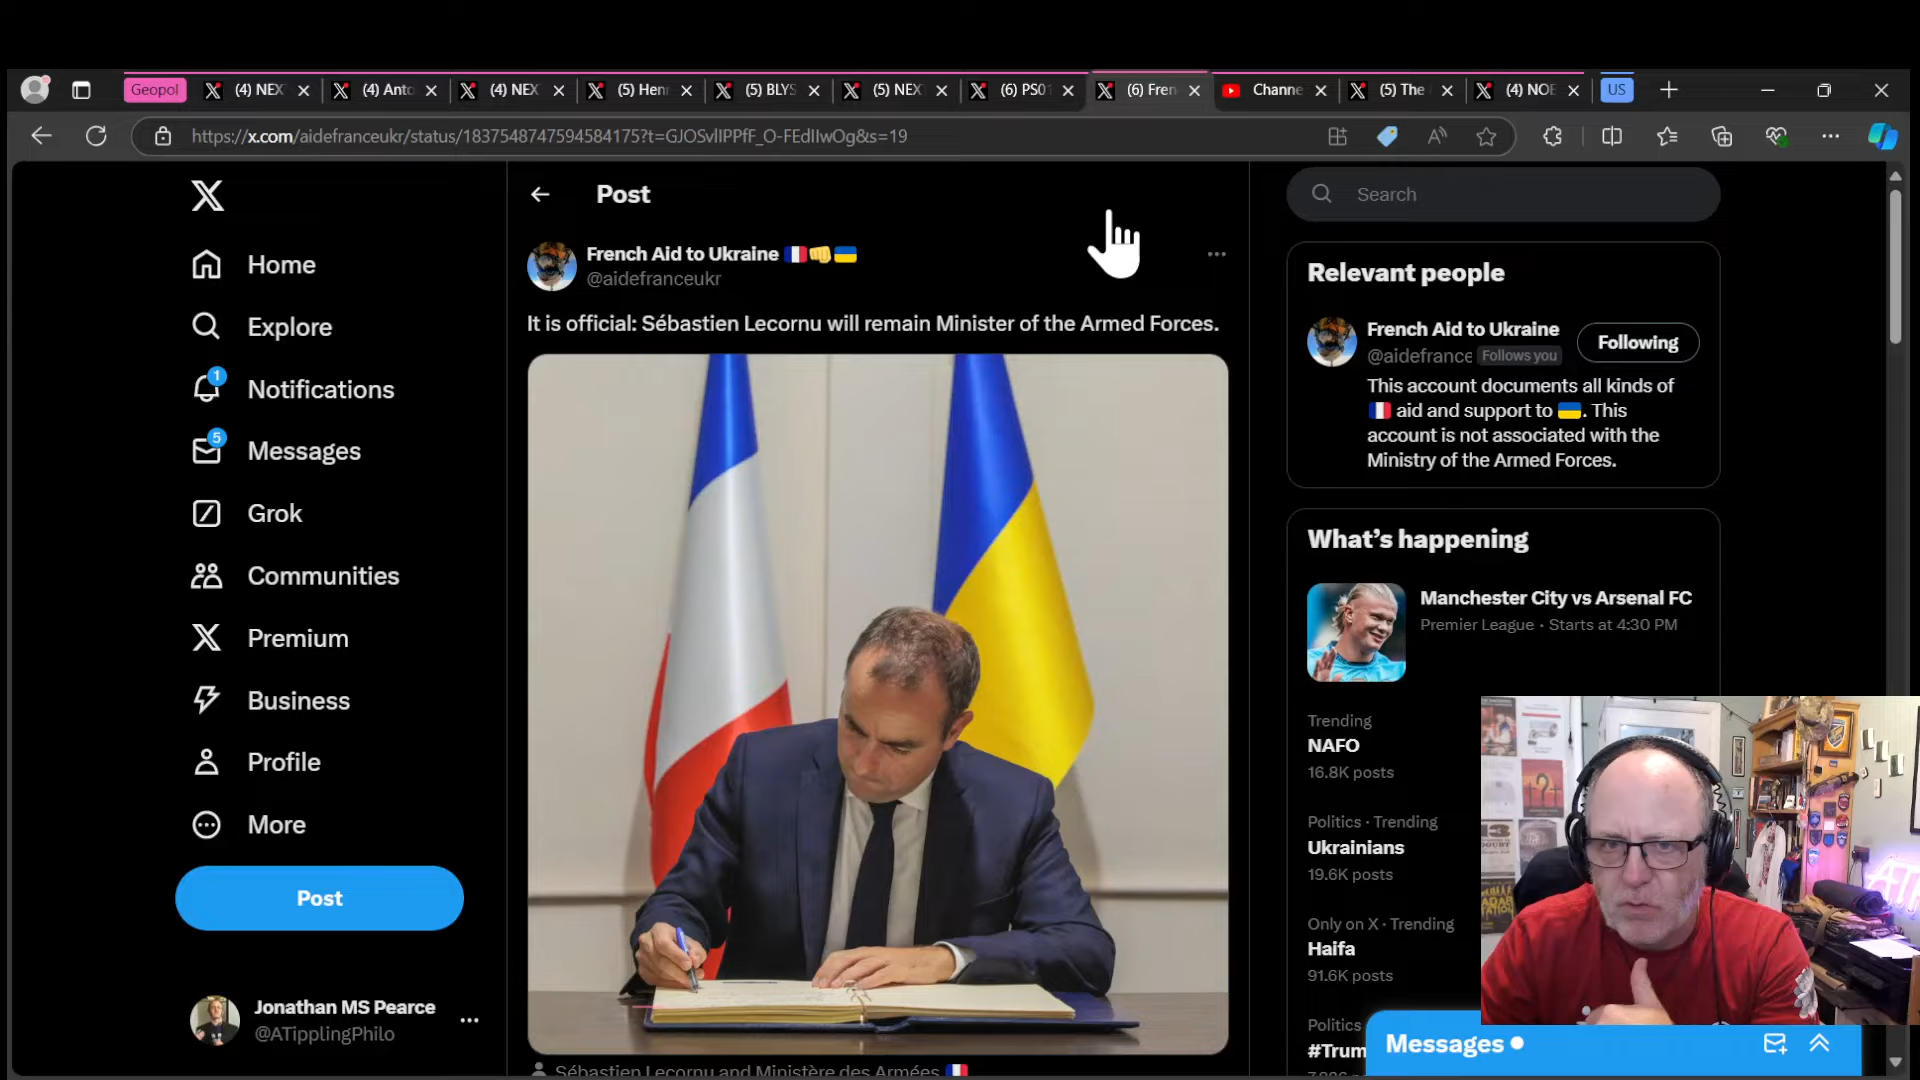 Geopol
(4) NEX
(4) Anto
(4) NEX
(5) Henr
(5) BLYS
(5) NEX
(6) PS01
(6) Fren
Channe
(5) The
(4) NOE
US
https://x.com/aidefranceukr/status/1837548747594584175?t=GJOSvlIPPfF_O-FEdIIwOg&s=19
Home
Explore
1
Notifications
5
Messages
Grok
Communities
Premium
Business
Profile
More
Post
Jonathan MS Pearce
@ATipplingPhilo
Post
French Aid to Ukraine
@aidefranceukr
It is official: Sébastien Lecornu will remain Minister of the Armed Forces.
Sébastien Lecornu and Ministère des Armées
Search
Relevant people
French Aid to Ukraine
@aidefrance Follows you
Following
This account documents all kinds of
aid and support to . This
account is not associated with the
Ministry of the Armed Forces.
What's happening
Manchester City vs Arsenal FC
Premier League · Starts at 4:30 PM
Trending
NAFO
16.8K posts
Politics · Trending
Ukrainians
19.6K posts
Only on X · Trending
Haifa
91.6K posts
Politics
#Trum
Messages